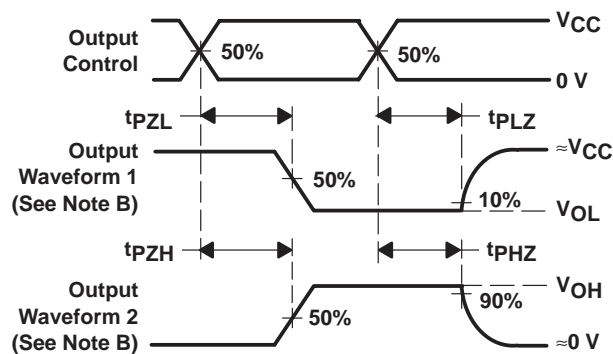 Output
Control
50%
50%
VCC
0 V
tPZL
tPLZ
Output
Waveform 1
(See Note B)
50%
10%
≈VCC
VOL
tPZH
tPHZ
Output
Waveform 2
(See Note B)
50%
90%
VOH
≈0 V